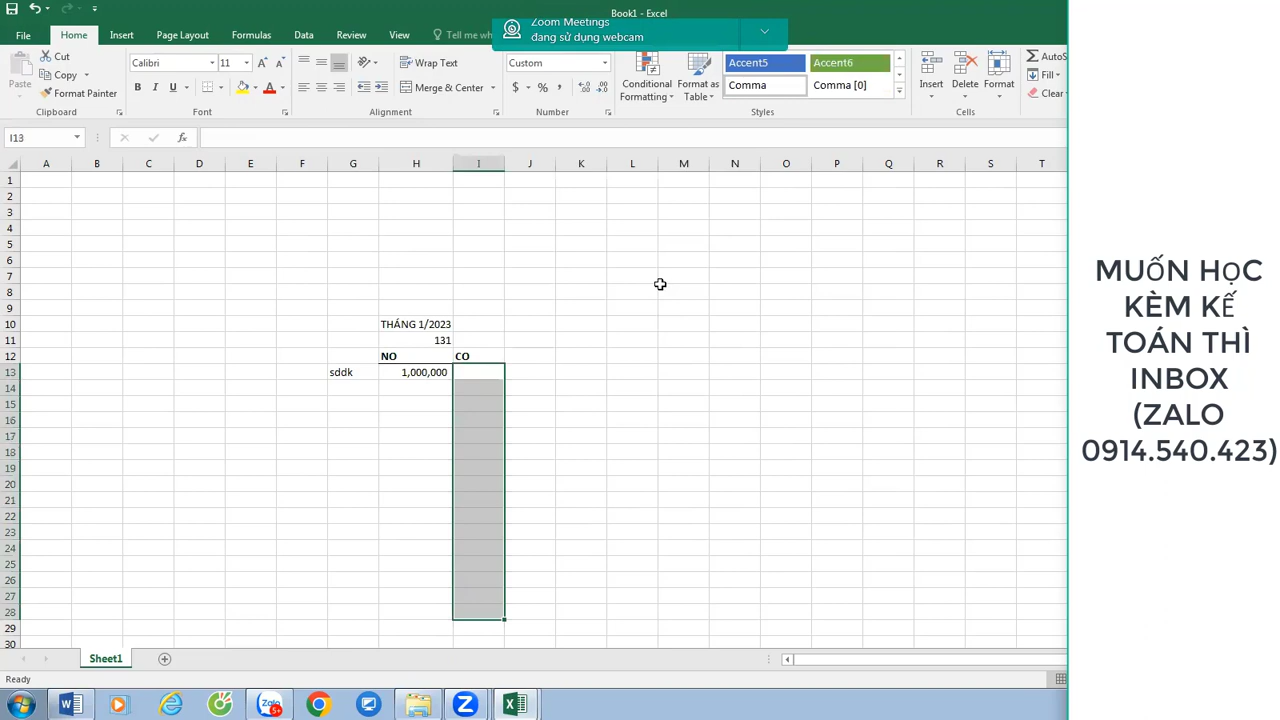 Book1 - Excel
Zoom Meetings
đang sử dụng webcam
File Home Insert Page Layout Formulas Data Review View Tell me
Cut
Copy
Format Painter
Paste
Clipboard
Calibri 11
B I U
Font
Wrap Text
Merge & Center
Alignment
Custom
$ % ,
Number
Conditional Formatting
Format as Table
Accent5 Accent6
Comma Comma [0]
Styles
Insert Delete Format
Cells
AutoS
Fill
Clear
I13
fx
A B C D E F G H I J K L M N O P Q R S T
1
2
3
4
5
6
7
8
9
10 THÁNG 1/2023
11 131
12 NO CO
13 sddk 1,000,000
14
15
16
17
18
19
20
21
22
23
24
25
26
27
28
29
30
Sheet1
Ready
Zalo
5+
MUỐN HỌC
KÈM KẾ
TOÁN THÌ
INBOX
(ZALO
0914.540.423)